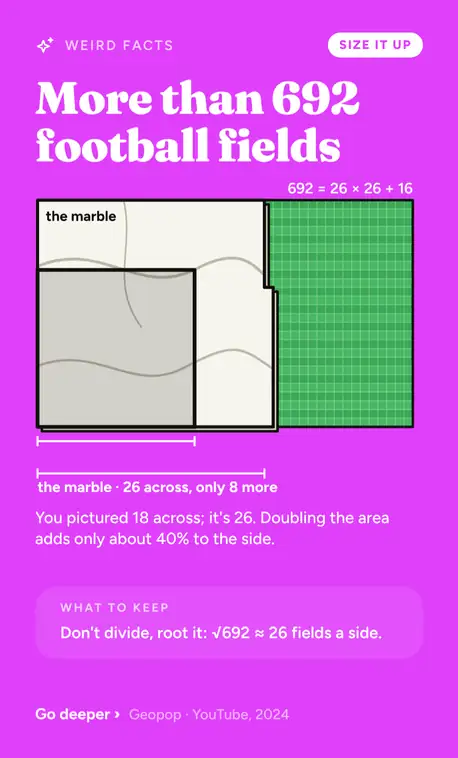 WEIRD FACTS
SIZE IT UP
More than 692
football fields
692 = 26 × 26 + 16
the marble
the marble · 26 across, only 8 more
You pictured 18 across; it's 26. Doubling the area
adds only about 40% to the side.
WHAT TO KEEP
Don't divide, root it: √692 ≈ 26 fields a side.
Go deeper › Geopop · YouTube, 2024